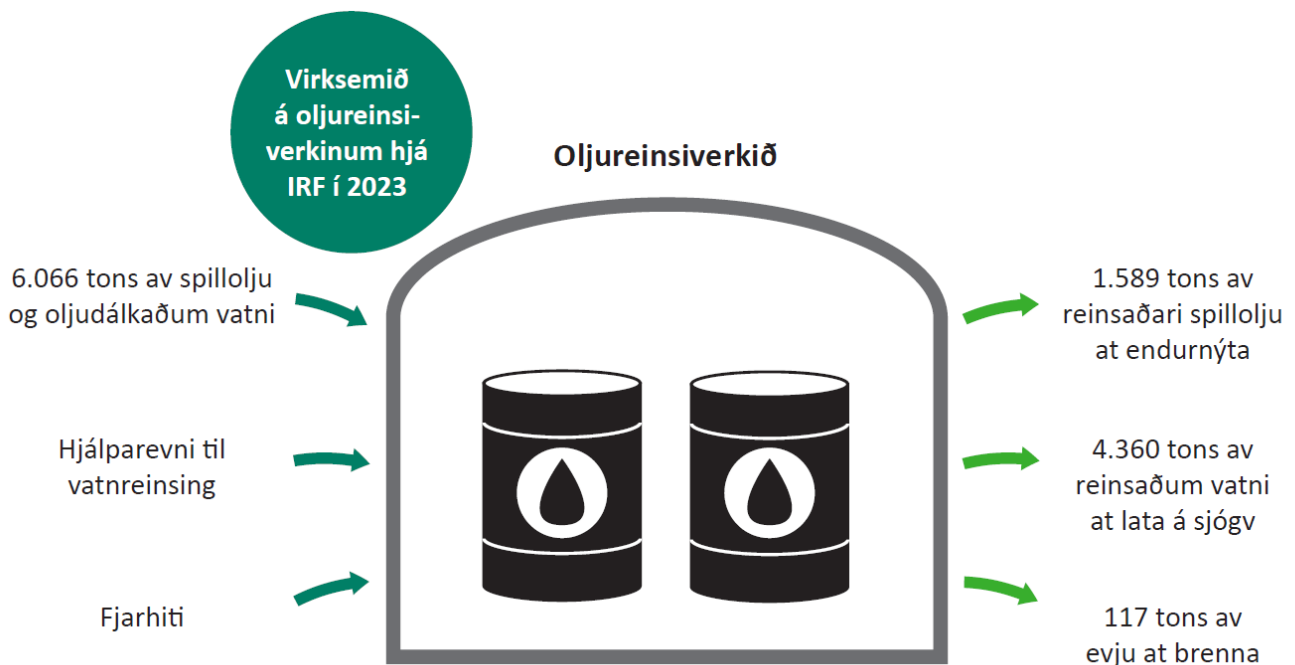 Virksemið
á oljureinsi-
verkinum hjá
IRF í 2023
Oljureinsiverkið
6.066 tons av spillolju
og oljudálkaðum vatni
Hjálparevni til
vatnreinsing
Fjarhiti
1.589 tons av
reinsaðari spillolju
at endurnýta
4.360 tons av
reinsaðum vatni
at lata á sjógv
117 tons av
evju at brenna